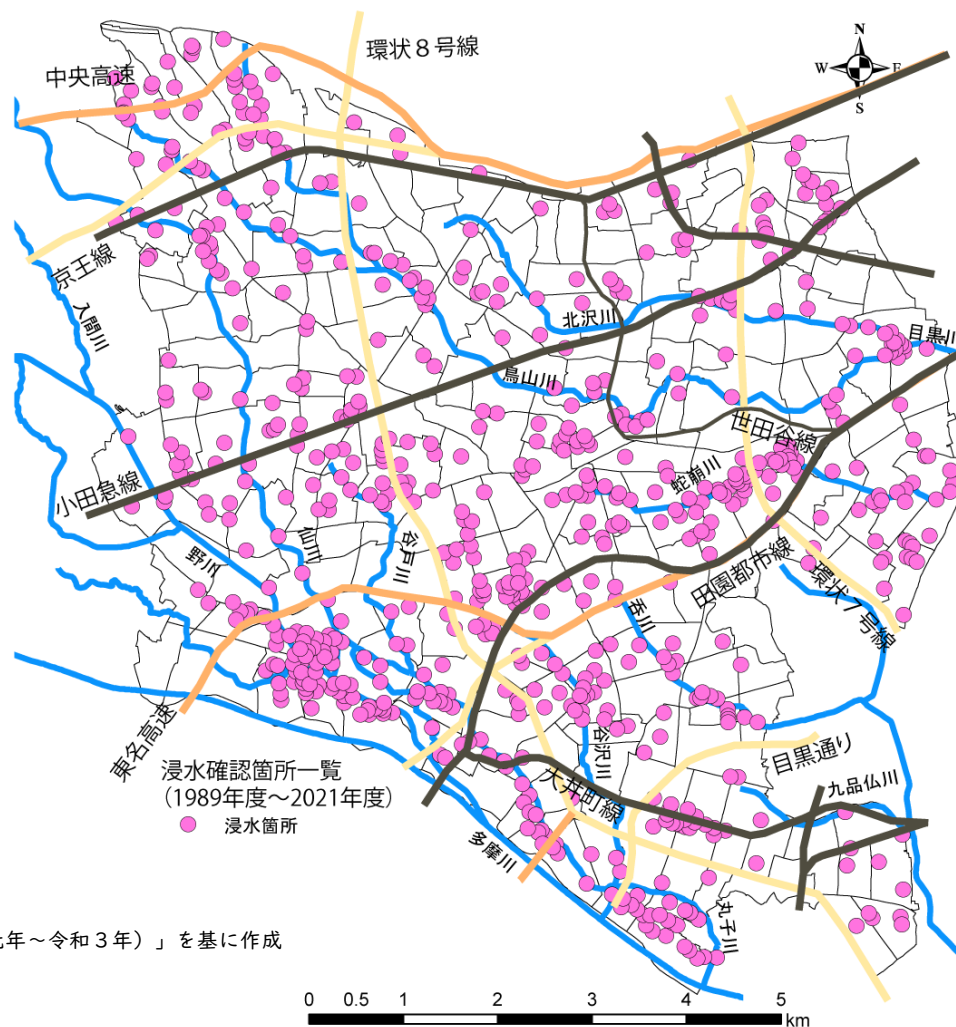 環状８号線
中央高速
N
W
E
S
京王線
入間川
北沢川
目黒川
烏山川
世田谷線
小田急線
蛇崩川
仙川
谷戸川
野川
田園都市線
呑川
環状７号線
東名高速
谷沢川
目黒通り
浸水確認箇所一覧
（1989年度～2021年度）
浸水箇所
大井町線
九品仏川
多摩川
丸子川
年～令和３年）」を基に作成
0 0.5 1 2 3 4 5
km